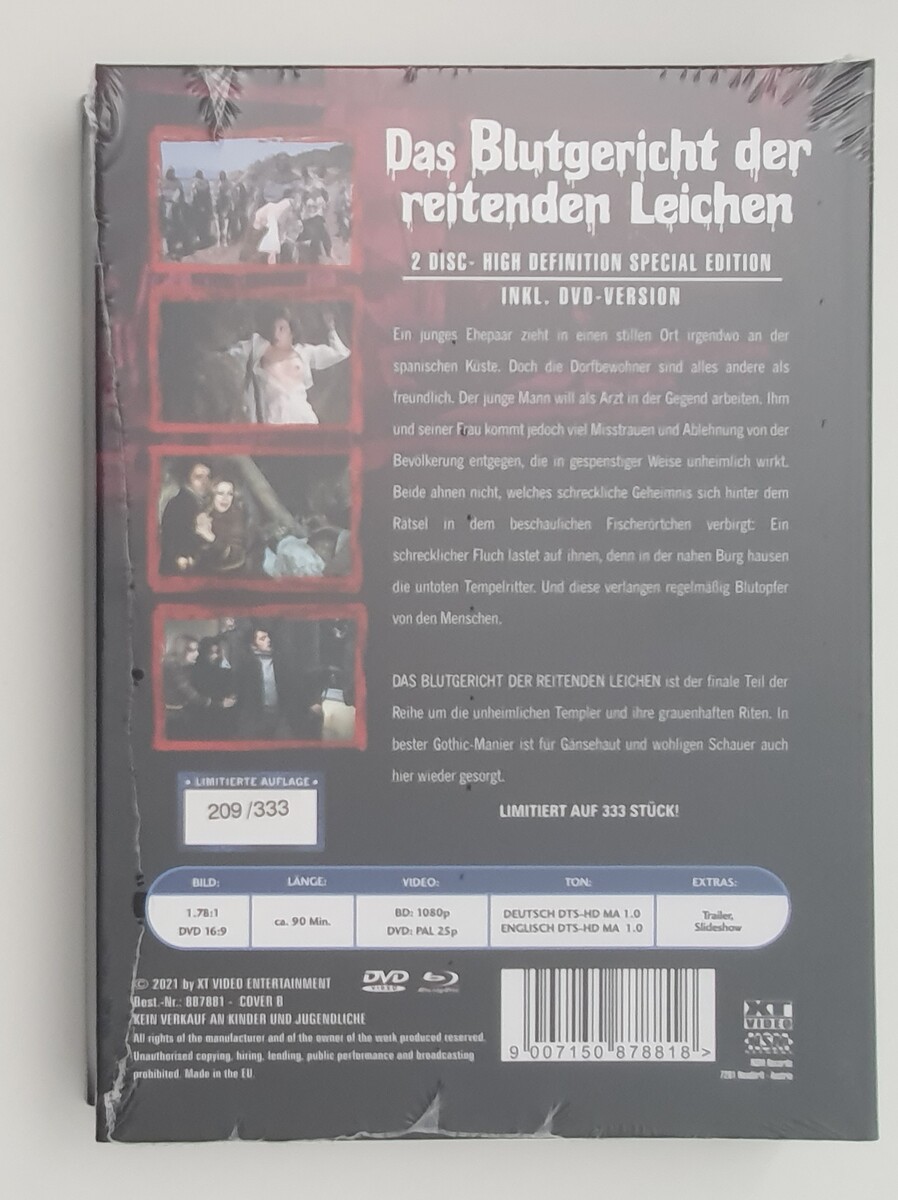 Das Blutgericht der
reitenden Leichen
2 DISC- HIGH DEFINITION SPECIAL EDITION
INKL. DVD-VERSION
Ein junges Ehepaar zieht in einen stillen Ort irgendwo an der
spanischen Küste. Doch die Dorfbewohner sind alles andere als
freundlich. Der junge Mann will als Arzt in der Gegend arbeiten. Ihm
und seiner Frau kommt jedoch viel Misstrauen und Ablehnung von der
Bevölkerung entgegen, die in gespenstiger Weise unheimlich wirkt.
Beide ahnen nicht, welches schreckliche Geheimnis sich hinter dem
Rätsel in dem beschaulichen Fischerörtchen verbirgt: Ein
schrecklicher Fluch lastet auf ihnen, denn in der nahen Burg hausen
die untoten Tempelritter. Und diese verlangen regelmäßig Blutopfer
von den Menschen.
DAS BLUTGERICHT DER REITENDEN LEICHEN ist der finale Teil der
Reihe um die unheimlichen Templer und ihre grauenhaften Riten. In
bester Gothic-Manier ist für Gänsehaut und wohligen Schauer auch
hier wieder gesorgt.
LIMITIERT AUF 333 STÜCK!
• LIMITIERTE AUFLAGE •
209/333
BILD: LÄNGE: VIDEO: TON: EXTRAS:
1.78:1
DVD 16:9
ca. 90 Min.
BD: 1080p
DVD: PAL 25p
DEUTSCH DTS-HD MA 1.0
ENGLISCH DTS-HD MA 1.0
Trailer,
Slideshow
© 2021 by XT VIDEO ENTERTAINMENT
Best.-Nr.: 887881 - COVER B
KEIN VERKAUF AN KINDER UND JUGENDLICHE
All rights of the manufacturer and of the owner of the work produced reserved.
Unauthorised copying, hiring, lending, public performance and broadcasting
prohibited. Made in the EU.
DVD
VIDEO
Blu-ray Disc
9 007150 878818 >
XT
VIDEO
NSM
NSM Records